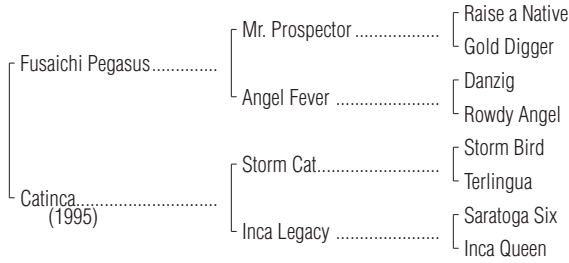 Raise a Native
Mr. Prospector ..................
Gold Digger
Fusaichi Pegasus.............
Danzig
Angel Fever ......................
Rowdy Angel
Storm Bird
Storm Cat..........................
Terlingua
Catinca............................
(1995)
Saratoga Six
Inca Legacy ......................
Inca Queen